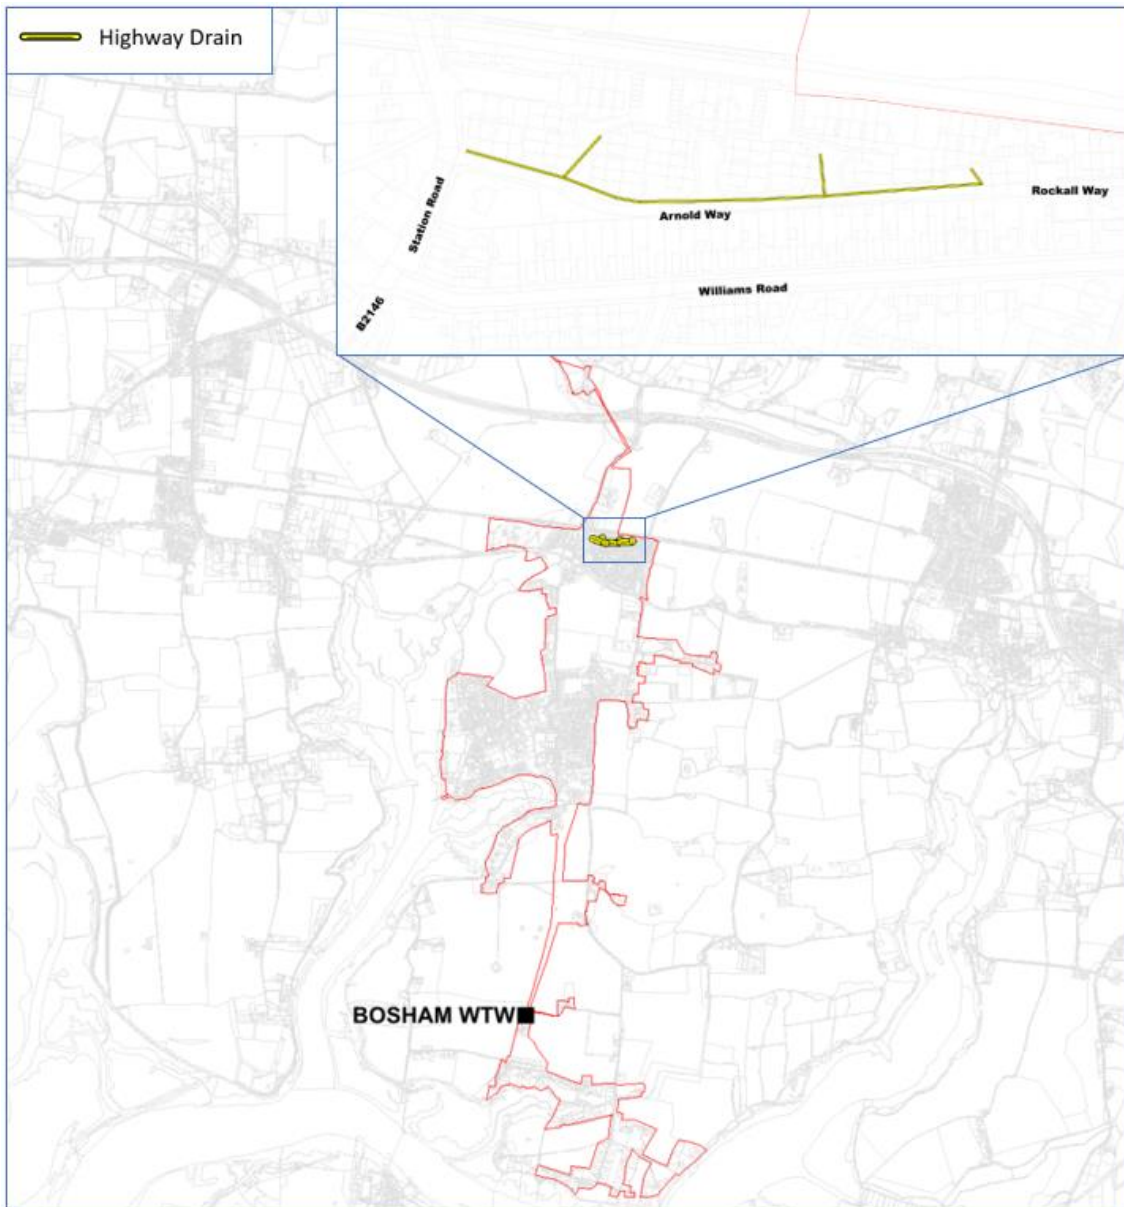 Highway Drain
Station Road
Arnold Way
Rockall Way
Williams Road
B2146
BOSHAM WTW